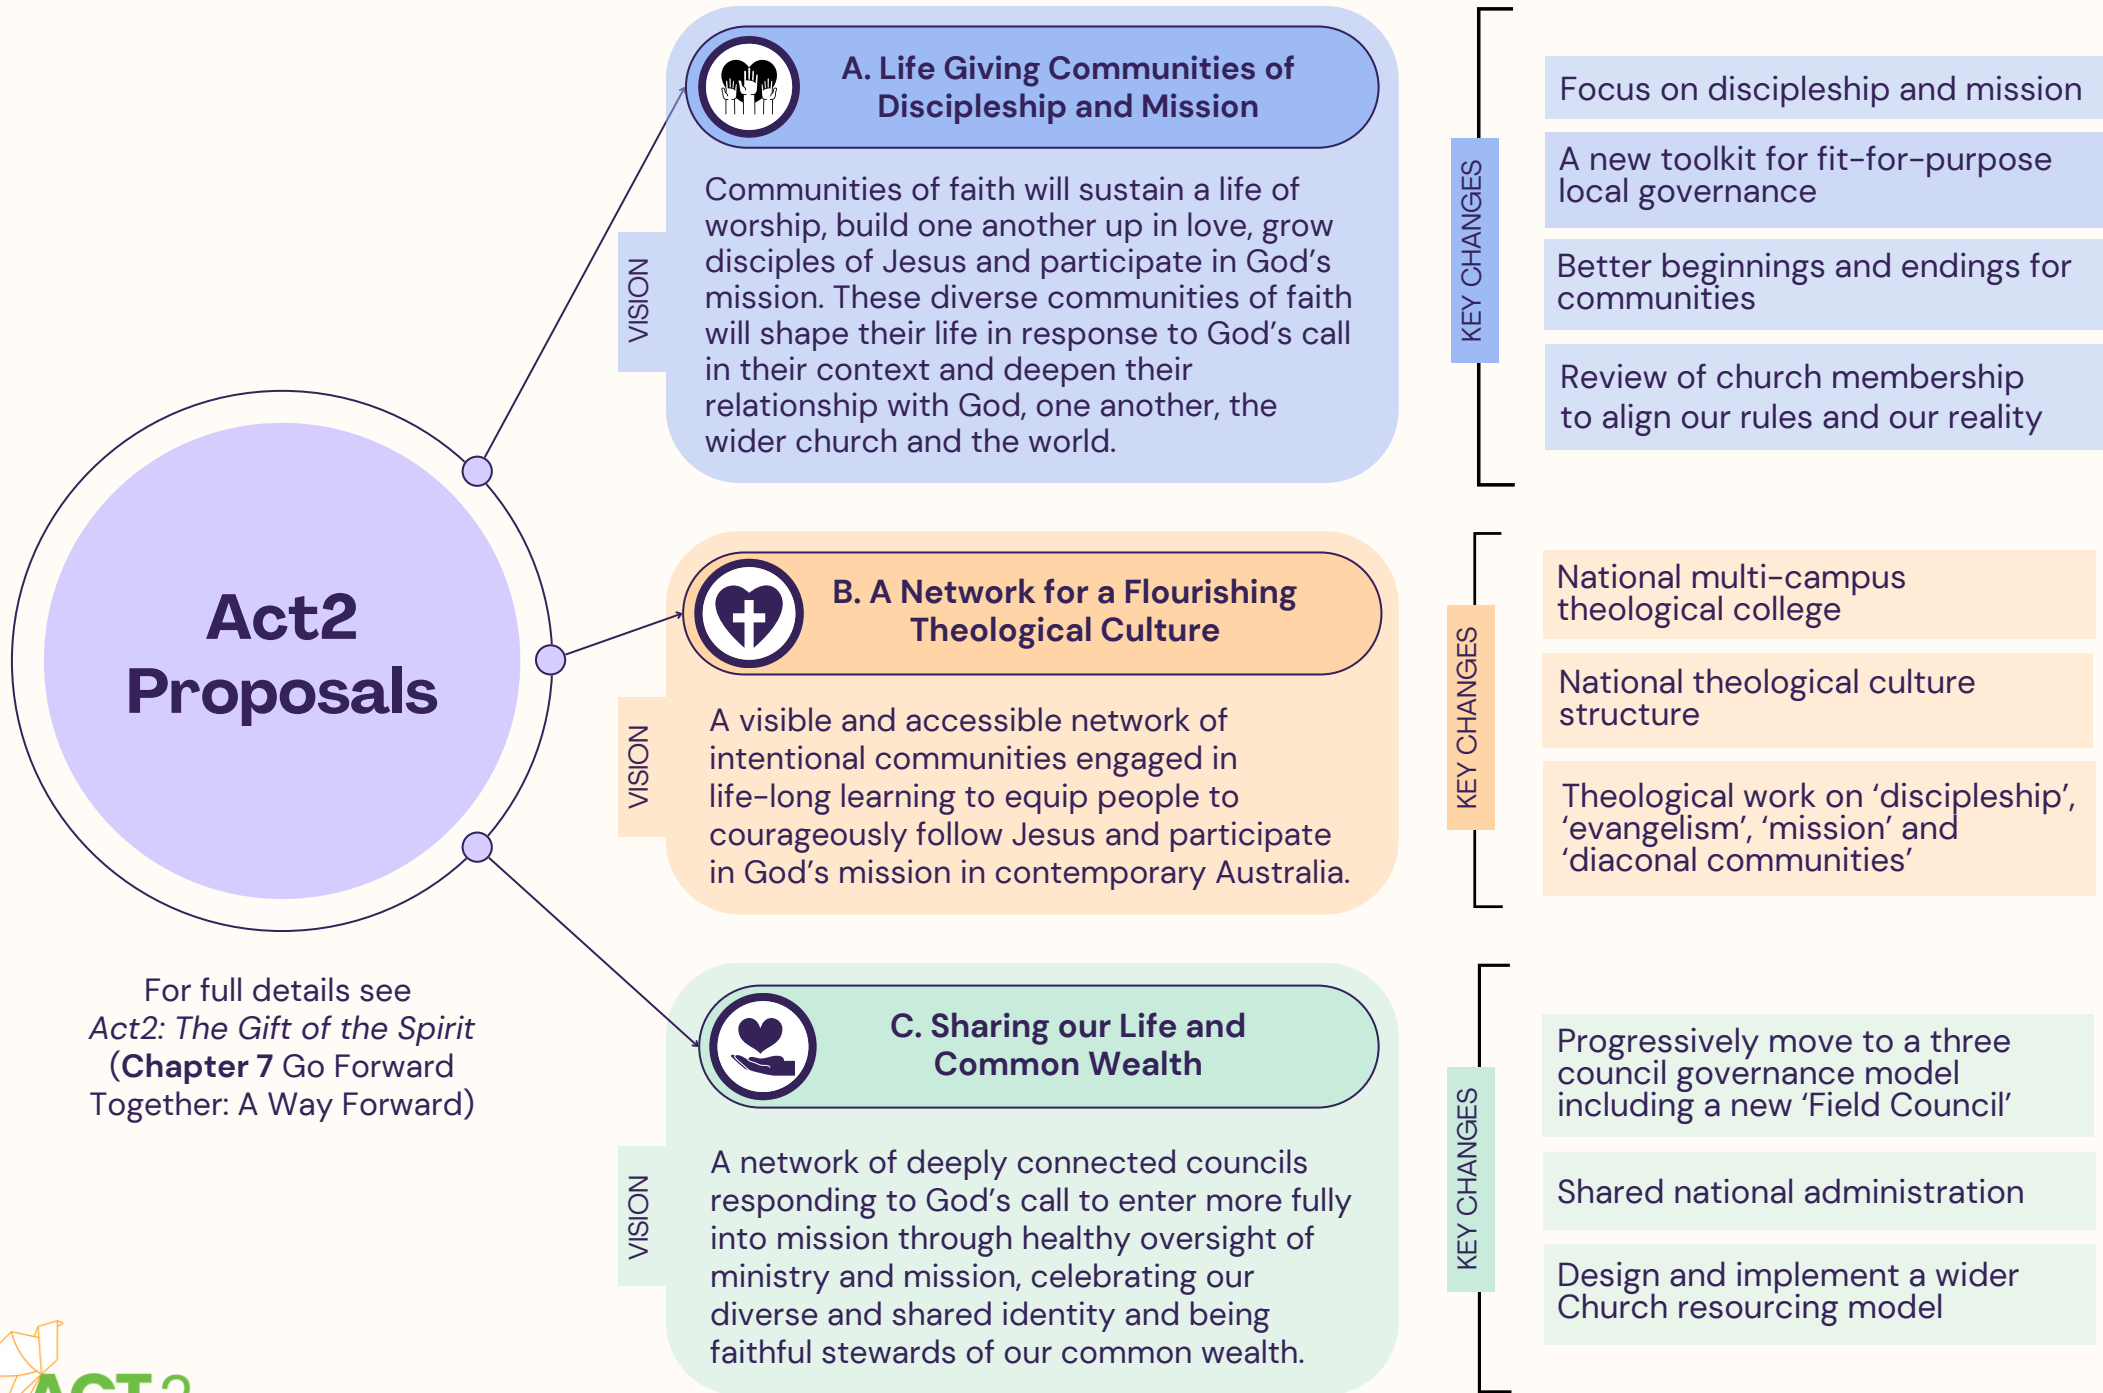 Act2
Proposals
For full details see
Act2: The Gift of the Spirit
(Chapter 7 Go Forward
Together: A Way Forward)
A. Life Giving Communities of
Discipleship and Mission
VISION
Communities of faith will sustain a life of
worship, build one another up in love, grow
disciples of Jesus and participate in God's
mission. These diverse communities of faith
will shape their life in response to God's call
in their context and deepen their
relationship with God, one another, the
wider church and the world.
KEY CHANGES
Focus on discipleship and mission
A new toolkit for fit-for-purpose
local governance
Better beginnings and endings for
communities
Review of church membership
to align our rules and our reality
B. A Network for a Flourishing
Theological Culture
VISION
A visible and accessible network of
intentional communities engaged in
life-long learning to equip people to
courageously follow Jesus and participate
in God's mission in contemporary Australia.
KEY CHANGES
National multi-campus
theological college
National theological culture
structure
Theological work on 'discipleship',
'evangelism', 'mission' and
'diaconal communities'
C. Sharing our Life and
Common Wealth
VISION
A network of deeply connected councils
responding to God's call to enter more fully
into mission through healthy oversight of
ministry and mission, celebrating our
diverse and shared identity and being
faithful stewards of our common wealth.
KEY CHANGES
Progressively move to a three
council governance model
including a new 'Field Council'
Shared national administration
Design and implement a wider
Church resourcing model
ACT2